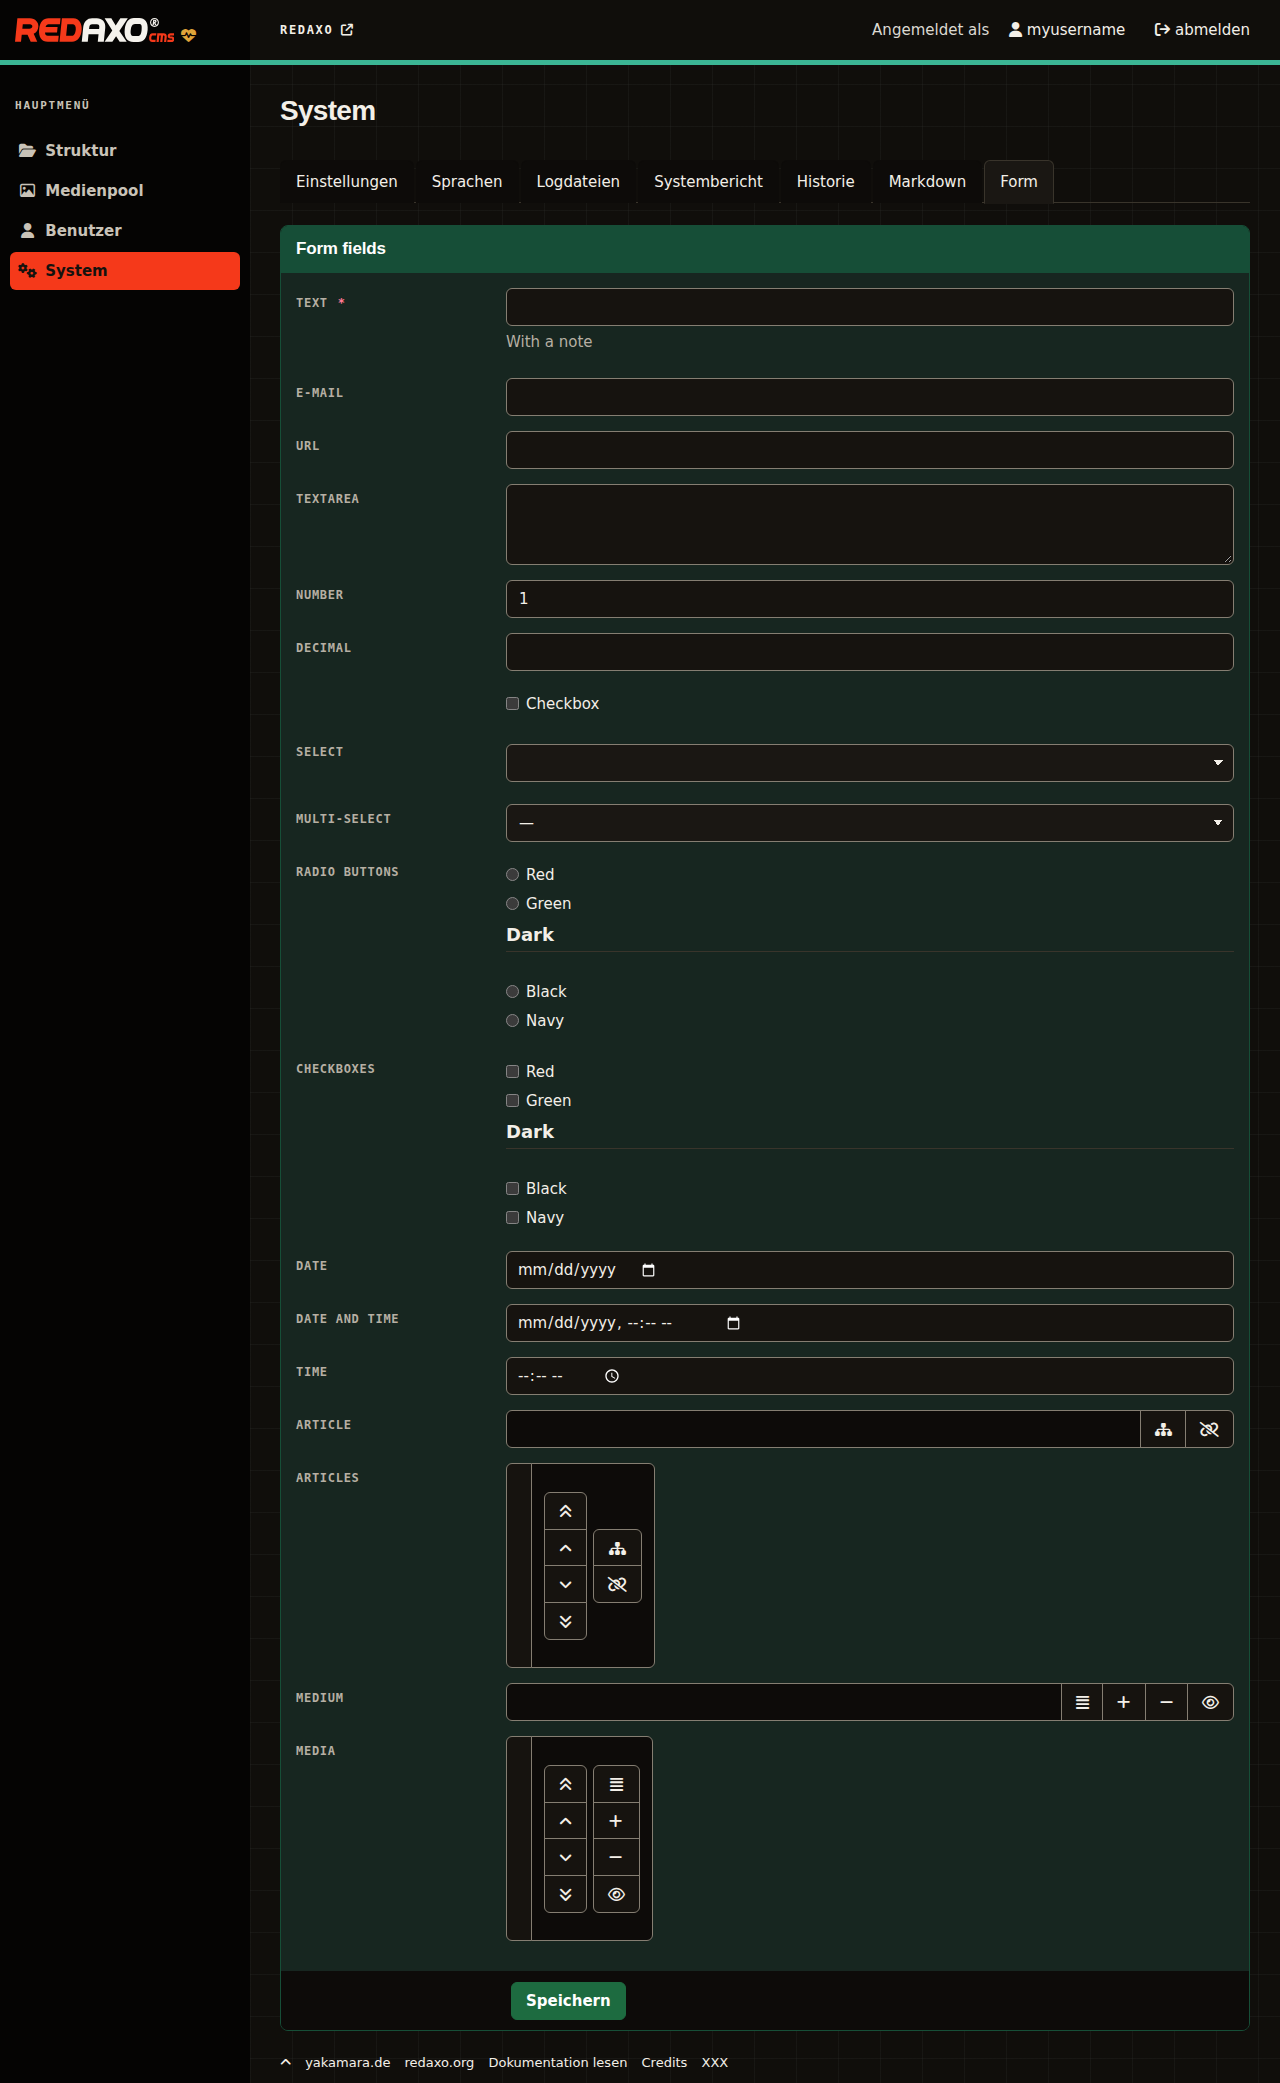 REDAXO® cms
REDAXO
Angemeldet als myusername abmelden
HAUPTMENÜ
Struktur
Medienpool
Benutzer
System
System
Einstellungen Sprachen Logdateien Systembericht Historie Markdown Form
Form fields
TEXT *
With a note
E-MAIL
URL
TEXTAREA
NUMBER 1
DECIMAL
Checkbox
SELECT
MULTI-SELECT —
RADIO BUTTONS
Red
Green
Dark
Black
Navy
CHECKBOXES
Red
Green
Dark
Black
Navy
DATE mm/dd/yyyy
DATE AND TIME mm/dd/yyyy, --:-- --
TIME --:-- --
ARTICLE
ARTICLES
MEDIUM
MEDIA
Speichern
yakamara.de redaxo.org Dokumentation lesen Credits XXX